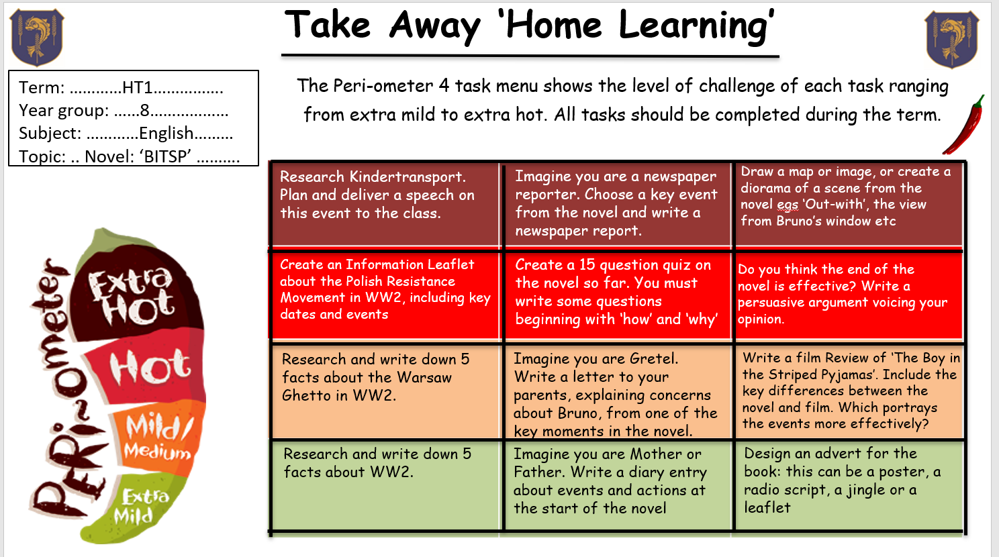 Take Away ‘Home Learning’
Term: ............HT1................
Year group: ......8...................
Subject: ............English.........
Topic: .. Novel: ‘BITSP’ ..........
The Peri-ometer 4 task menu shows the level of challenge of each task ranging
from extra mild to extra hot. All tasks should be completed during the term.
Research Kindertransport.
Plan and deliver a speech on
this event to the class.
Imagine you are a newspaper
reporter. Choose a key event
from the novel and write a
newspaper report.
Draw a map or image, or create a
diorama of a scene from the
novel egs ‘Out-with’, the view
from Bruno’s window etc
Create an Information Leaflet
about the Polish Resistance
Movement in WW2, including key
dates and events
Create a 15 question quiz on
the novel so far. You must
write some questions
beginning with ‘how’ and ‘why’
Do you think the end of the
novel is effective? Write a
persuasive argument voicing your
opinion.
Research and write down 5
facts about the Warsaw
Ghetto in WW2.
Imagine you are Gretel.
Write a letter to your
parents, explaining concerns
about Bruno, from one of the
key moments in the novel.
Write a film Review of ‘The Boy in
the Striped Pyjamas’. Include the
key differences between the
novel and film. Which portrays
the events more effectively?
Research and write down 5
facts about WW2.
Imagine you are Mother or
Father. Write a diary entry
about events and actions at
the start of the novel
Design an advert for the
book: this can be a poster, a
radio script, a jingle or a
leaflet
PERi-Ometer
Extra
Hot
Hot
Mild/
Medium
Extra
Mild